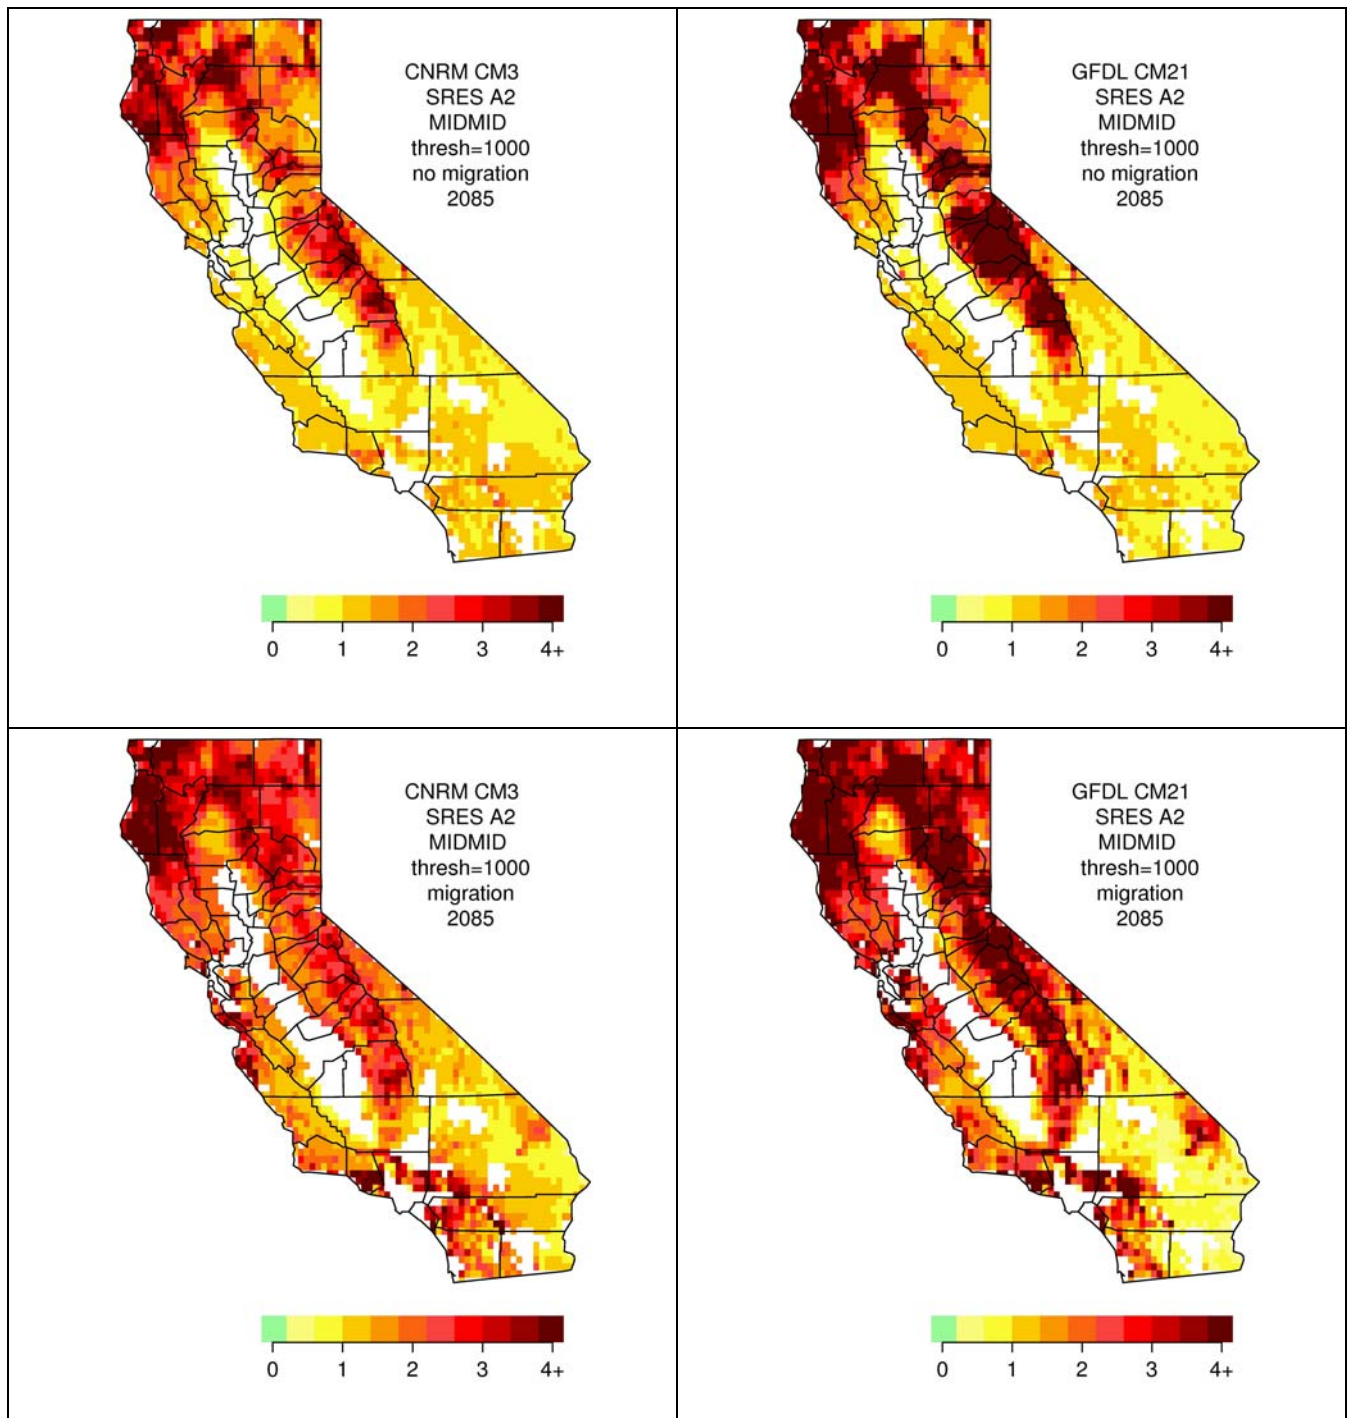 CNRM CM3
SRES A2
MIDMID
thresh=1000
no migration
2085
0 1 2 3 4+
GFDL CM21
SRES A2
MIDMID
thresh=1000
no migration
2085
0 1 2 3 4+
CNRM CM3
SRES A2
MIDMID
thresh=1000
migration
2085
0 1 2 3 4+
GFDL CM21
SRES A2
MIDMID
thresh=1000
migration
2085
0 1 2 3 4+